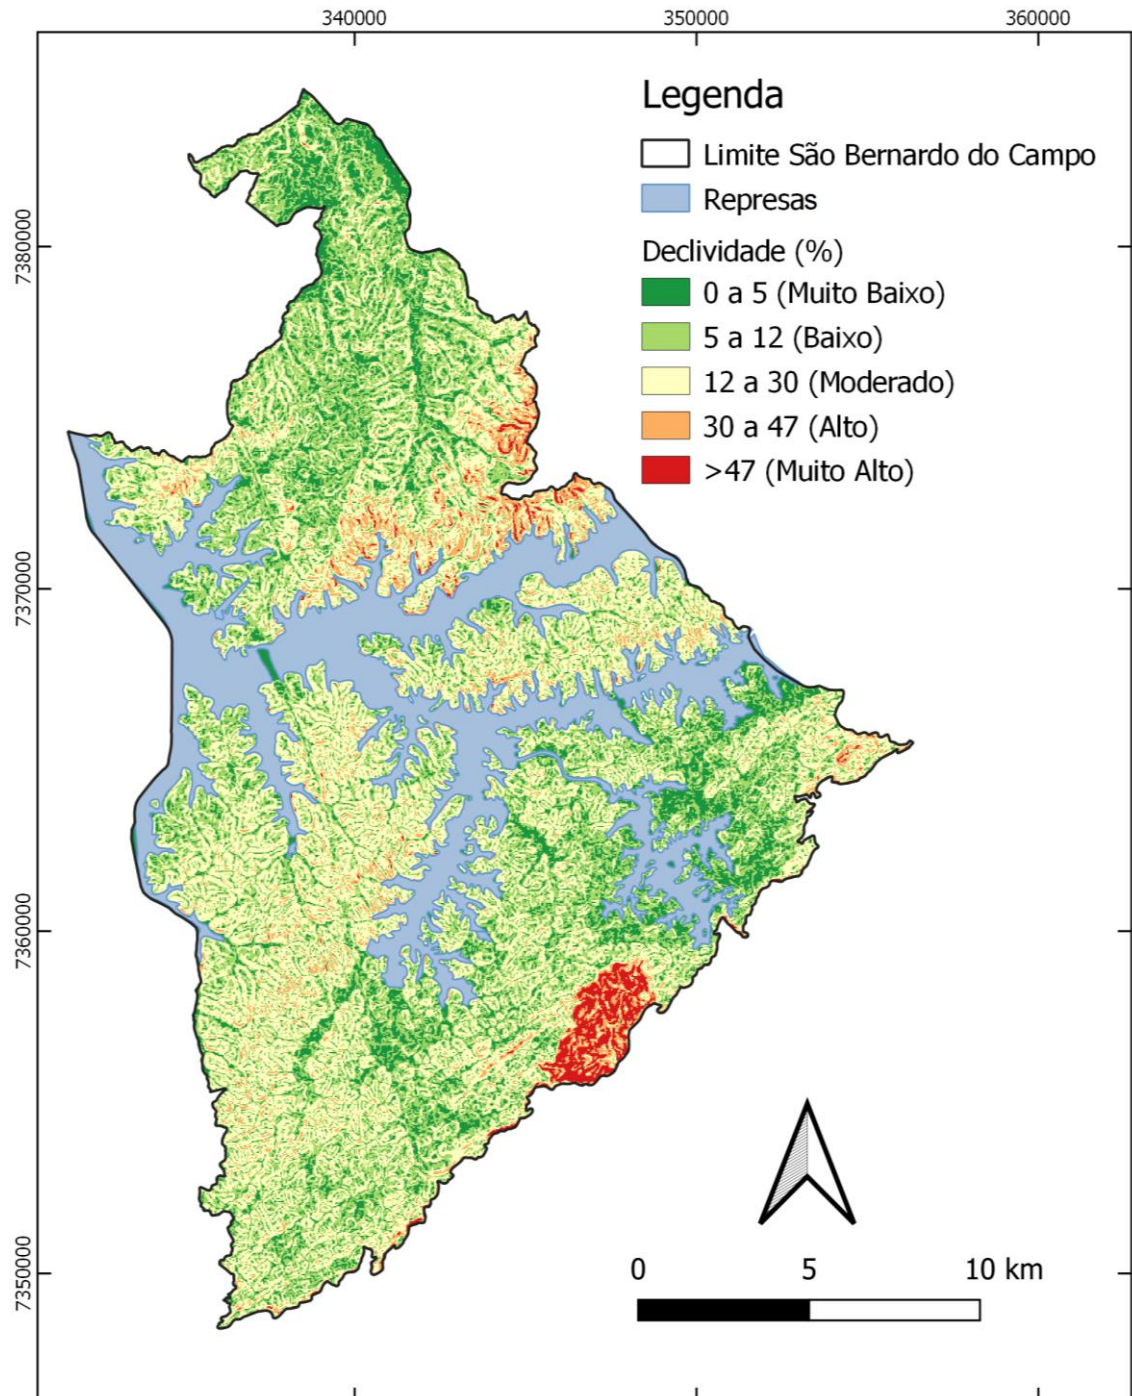 340000
350000
360000
Legenda
Limite São Bernardo do Campo
Represas
Declividade (%)
0 a 5 (Muito Baixo)
5 a 12 (Baixo)
12 a 30 (Moderado)
30 a 47 (Alto)
>47 (Muito Alto)
7380000
7370000
7360000
7350000
0
5
10 km